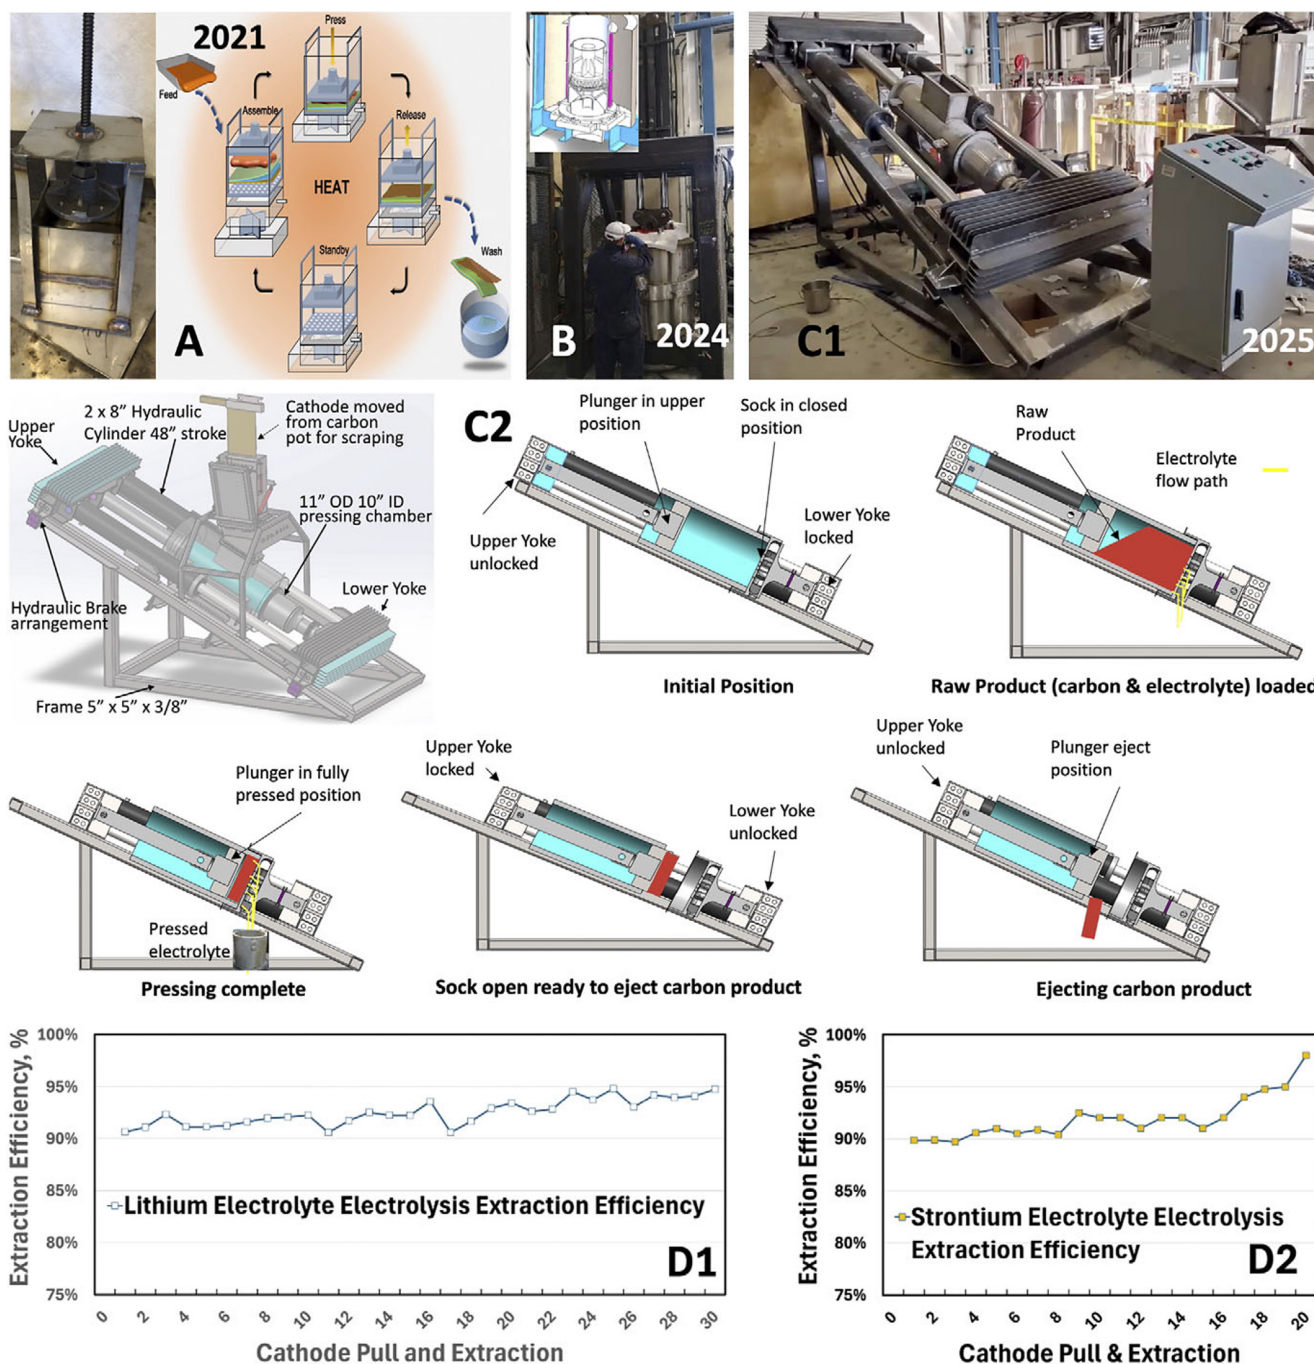 2021
Feed
Assemble
Press
Release
HEAT
Standby
Wash
A
B
2024
C1
2025
Upper
Yoke
2 x 8” Hydraulic
Cylinder 48” stroke
Cathode moved
from carbon
pot for scraping
11” OD 10” ID
pressing chamber
Lower Yoke
Hydraulic Brake
arrangement
Frame 5” x 5” x 3/8”
C2
Plunger in upper
position
Sock in closed
position
Upper Yoke
unlocked
Lower Yoke
locked
Initial Position
Raw
Product
Electrolyte
flow path
Raw Product (carbon & electrolyte) loaded
Plunger in fully
pressed position
Pressed
electrolyte
Pressing complete
Upper Yoke
locked
Lower Yoke
unlocked
Sock open ready to eject carbon product
Upper Yoke
unlocked
Plunger eject
position
Ejecting carbon product
Extraction Efficiency, %
100%
95%
90%
85%
80%
75%
Lithium Electrolyte Electrolysis Extraction Efficiency
D1
0 2 4 6 8 10 12 14 16 18 20 22 24 26 28 30
Cathode Pull and Extraction
Extraction Efficiency, %
100%
95%
90%
85%
80%
75%
Strontium Electrolyte Electrolysis
Extraction Efficiency
D2
0 2 4 6 8 10 12 14 16 18 20
Cathode Pull & Extraction